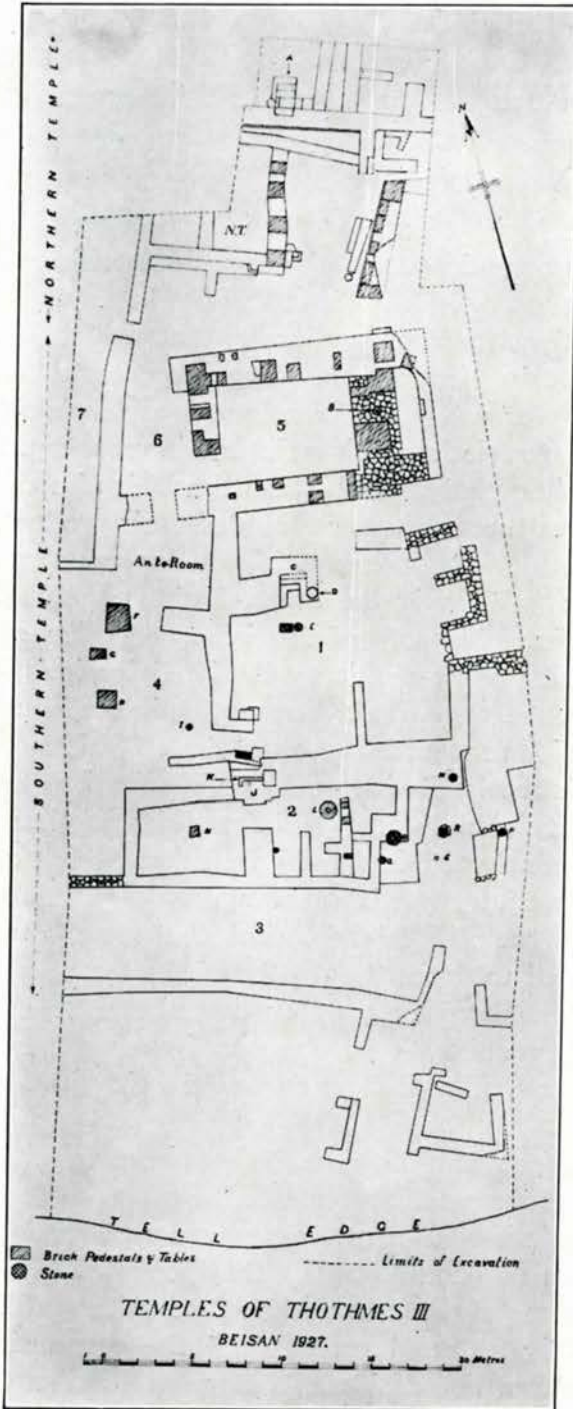 A
N
NORTHERN TEMPLE
N.T.
B
7
6
5
Ante-Room
C
D
F
E
1
G
4
H
I
SOUTHERN TEMPLE
K
J
M
2
L
N
R
P
Q
3
TELL EDGE
Brick Pedestals & Tables
Limits of Excavation
Stone
TEMPLES OF THOTHMES III
BEISAN 1927.
20 Metres